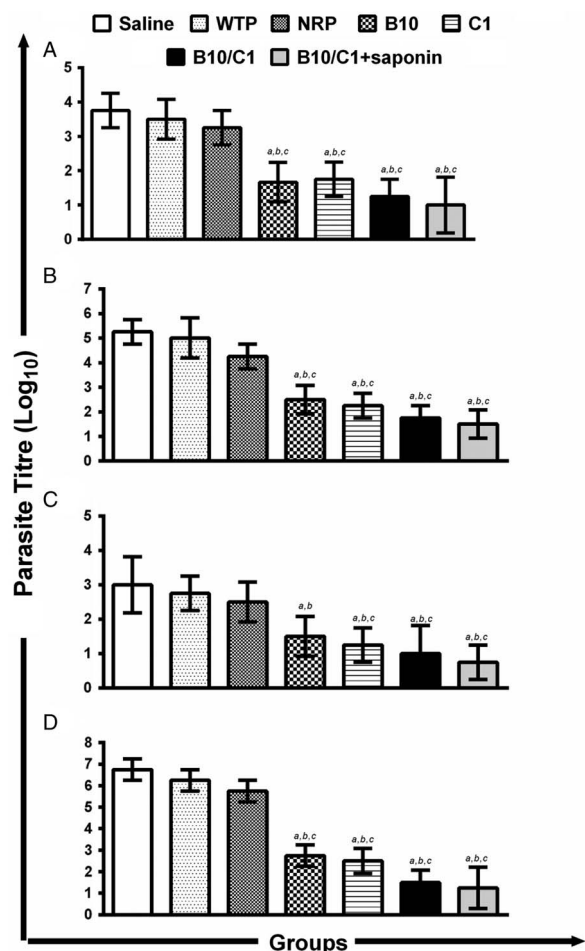 Saline WTP NRP B10 C1
B10/C1 B10/C1+saponin
A
5
4
3
2
1
0
a,b,c a,b,c a,b,c a,b,c
B
7
6
5
4
3
2
1
0
a,b,c a,b,c a,b,c a,b,c
C
5
4
3
2
1
0
a,b a,b,c a,b,c a,b,c
D
8
7
6
5
4
3
2
1
0
a,b,c a,b,c a,b,c a,b,c
Parasite Titre (Log10)
Groups